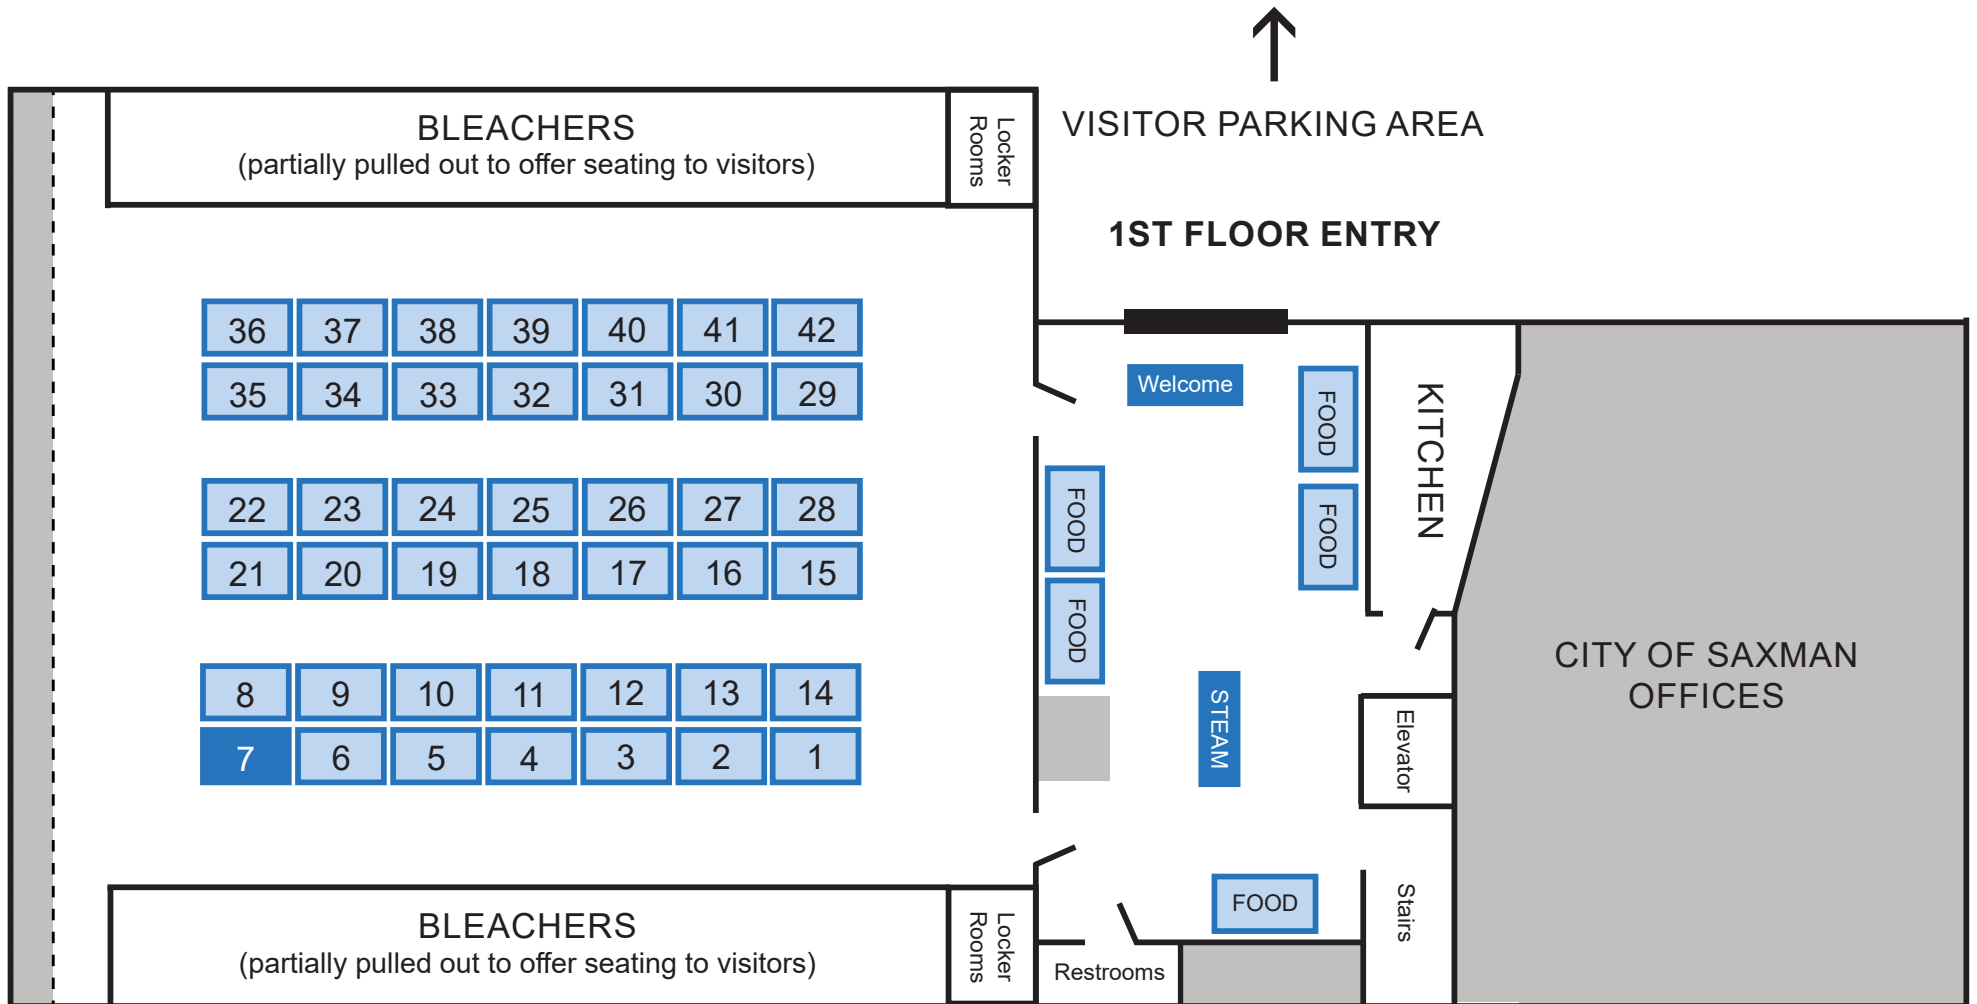 VISITOR PARKING AREA
1ST FLOOR ENTRY
BLEACHERS
(partially pulled out to offer seating to visitors)
Locker
Rooms
36 37 38 39 40 41 42
35 34 33 32 31 30 29
22 23 24 25 26 27 28
21 20 19 18 17 16 15
8 9 10 11 12 13 14
7 6 5 4 3 2 1
BLEACHERS
(partially pulled out to offer seating to visitors)
Locker
Rooms
Welcome
FOOD
FOOD
FOOD
FOOD
KITCHEN
STEAM
Elevator
FOOD
Stairs
Restrooms
CITY OF SAXMAN
OFFICES